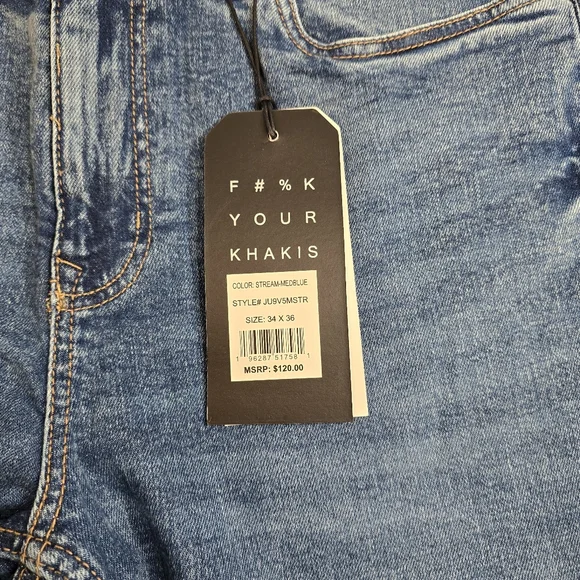 F#%K
YOUR
KHAKIS
COLOR: STREAM-MEDBLUE
STYLE# JU9V5MSTR
SIZE: 34 X 36
1 96287 51758 1
MSRP: $120.00